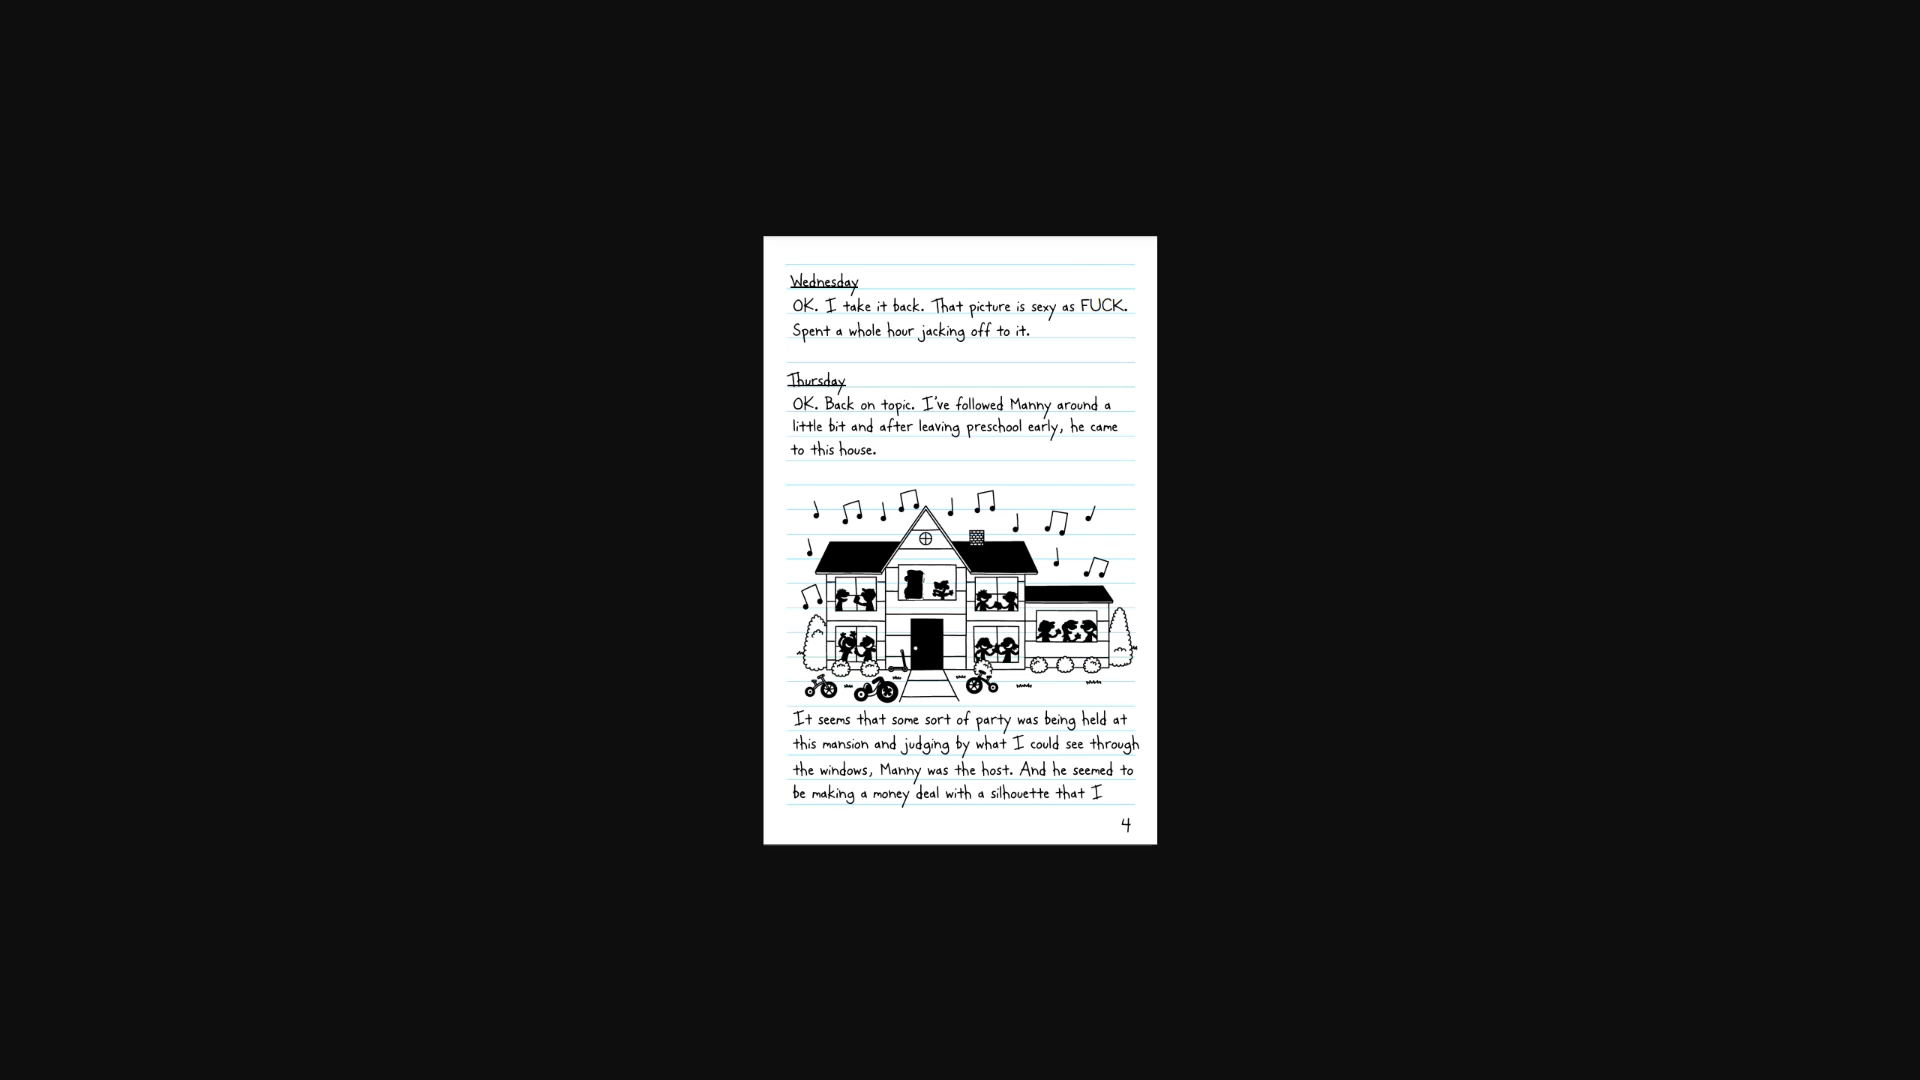 Wednesday
OK. I take it back. That picture is sexy as FUCK.
Spent a whole hour jacking off to it.
Thursday
OK. Back on topic. I've followed Manny around a
little bit and after leaving preschool early, he came
to this house.
It seems that some sort of party was being held at
this mansion and judging by what I could see through
the windows, Manny was the host. And he seemed to
be making a money deal with a silhouette that I
4